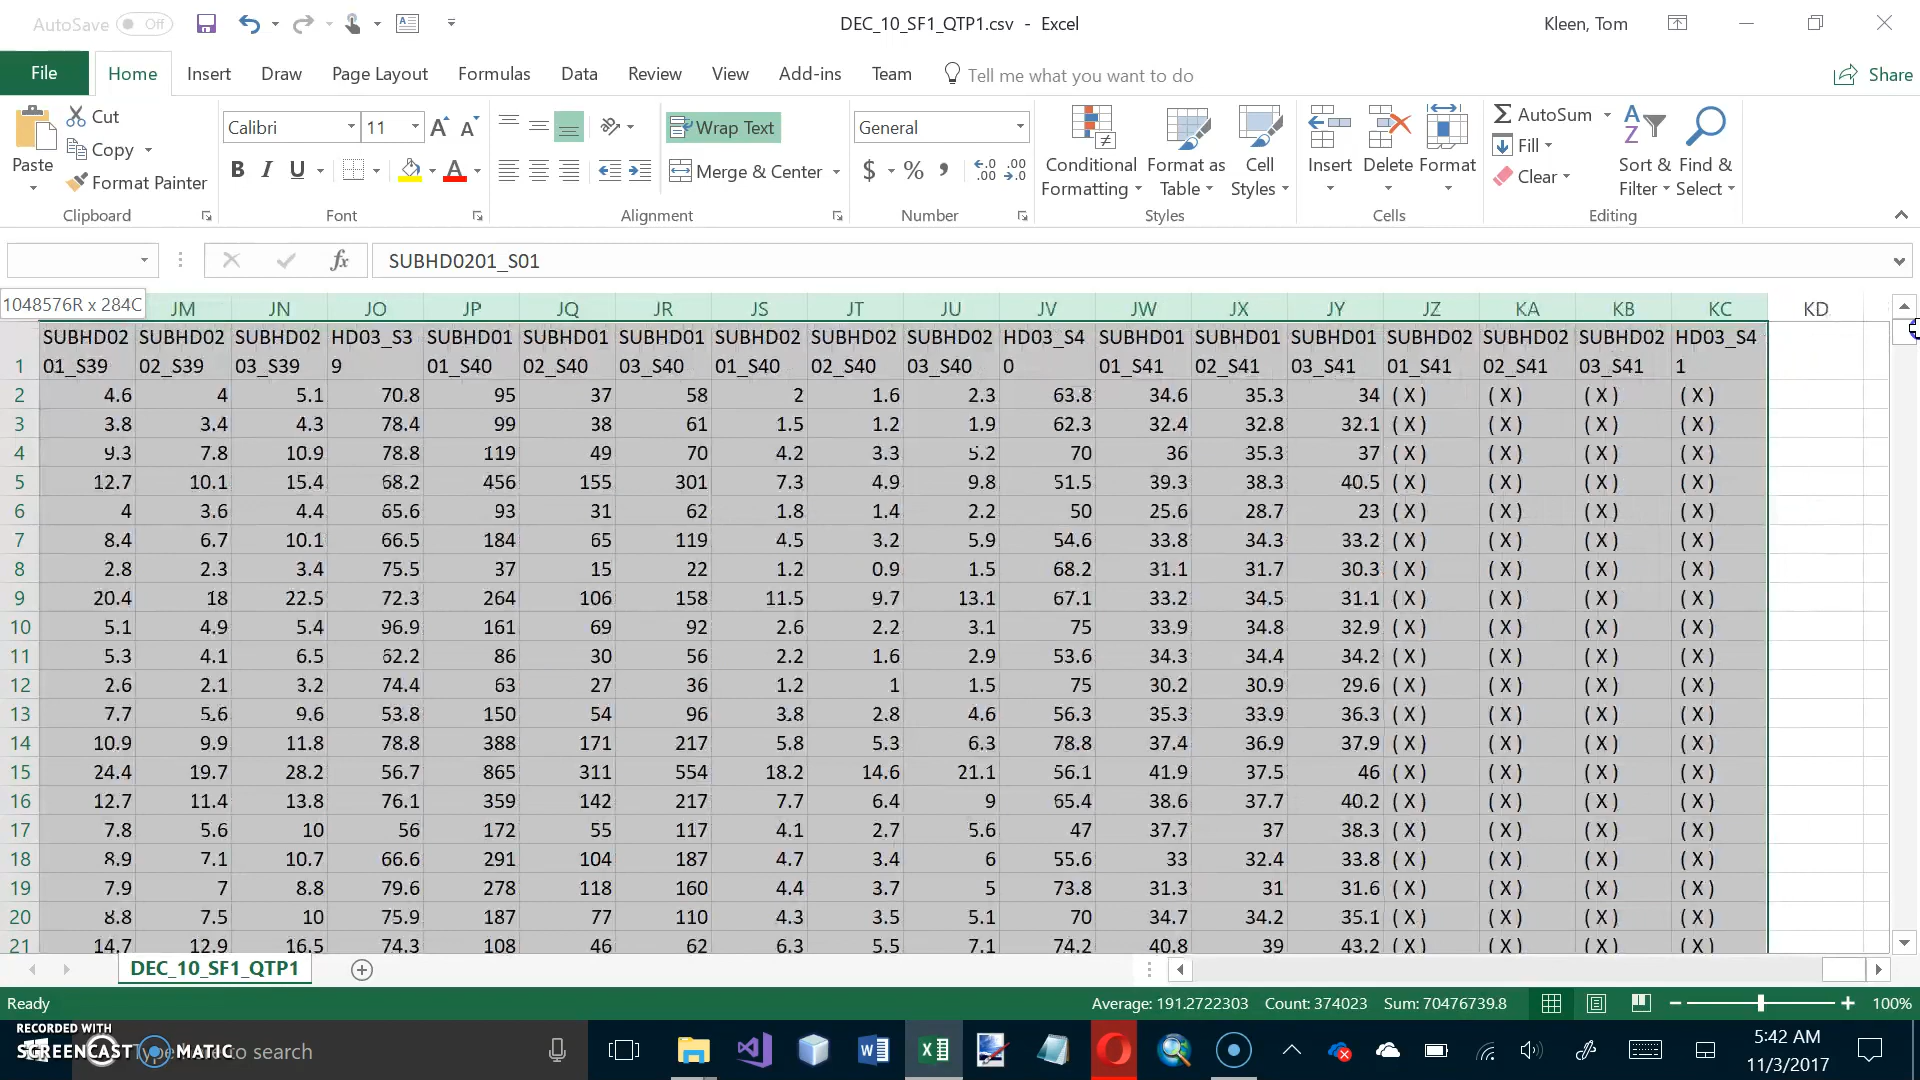 AutoSave Off DEC_10_SF1_QTP1.csv - Excel Kleen, Tom
File Home Insert Draw Page Layout Formulas Data Review View Add-ins Team Tell me what you want to do Share
Paste Cut Copy Format Painter Clipboard
Calibri 11 B I U A A A Font
Wrap Text Merge & Center Alignment
General $ % , .00 .0 .00 .0 Number
Conditional Formatting Format as Table Cell Styles Styles
Insert Delete Format Cells
AutoSum Fill Clear Sort & Filter Find & Select Editing
fx SUBHD0201_S01
1048576R x 284C JM JN JO JP JQ JR JS JT JU JV JW JX JY JZ KA KB KC KD
SUBHD02 SUBHD02 SUBHD02 HD03_S3 SUBHD01 SUBHD01 SUBHD01 SUBHD02 SUBHD02 SUBHD02 HD03_S4 SUBHD01 SUBHD01 SUBHD01 SUBHD02 SUBHD02 SUBHD02 HD03_S4
1 01_S39 02_S39 03_S39 9 01_S40 02_S40 03_S40 01_S40 02_S40 03_S40 0 01_S41 02_S41 03_S41 01_S41 02_S41 03_S41 1
2 4.6 4 5.1 70.8 95 37 58 2 1.6 2.3 63.8 34.6 35.3 34 ( X ) ( X ) ( X ) ( X )
3 3.8 3.4 4.3 78.4 99 38 61 1.5 1.2 1.9 62.3 32.4 32.8 32.1 ( X ) ( X ) ( X ) ( X )
4 9.3 7.8 10.9 78.8 119 49 70 4.2 3.3 5.2 70 36 35.3 37 ( X ) ( X ) ( X ) ( X )
5 12.7 10.1 15.4 68.2 456 155 301 7.3 4.9 9.8 51.5 39.3 38.3 40.5 ( X ) ( X ) ( X ) ( X )
6 4 3.6 4.4 65.6 93 31 62 1.8 1.4 2.2 50 25.6 28.7 23 ( X ) ( X ) ( X ) ( X )
7 8.4 6.7 10.1 66.5 184 65 119 4.5 3.2 5.9 54.6 33.8 34.3 33.2 ( X ) ( X ) ( X ) ( X )
8 2.8 2.3 3.4 75.5 37 15 22 1.2 0.9 1.5 68.2 31.1 31.7 30.3 ( X ) ( X ) ( X ) ( X )
9 20.4 18 22.5 72.3 264 106 158 11.5 9.7 13.1 67.1 33.2 34.5 31.1 ( X ) ( X ) ( X ) ( X )
10 5.1 4.9 5.4 96.9 161 69 92 2.6 2.2 3.1 75 33.9 34.8 32.9 ( X ) ( X ) ( X ) ( X )
11 5.3 4.1 6.5 62.2 86 30 56 2.2 1.6 2.9 53.6 34.3 34.4 34.2 ( X ) ( X ) ( X ) ( X )
12 2.6 2.1 3.2 74.4 63 27 36 1.2 1 1.5 75 30.2 30.9 29.6 ( X ) ( X ) ( X ) ( X )
13 7.7 5.6 9.6 53.8 150 54 96 3.8 2.8 4.6 56.3 35.3 33.9 36.3 ( X ) ( X ) ( X ) ( X )
14 10.9 9.9 11.8 78.8 388 171 217 5.8 5.3 6.3 78.8 37.4 36.9 37.9 ( X ) ( X ) ( X ) ( X )
15 24.4 19.7 28.2 56.7 865 311 554 18.2 14.6 21.1 56.1 41.9 37.5 46 ( X ) ( X ) ( X ) ( X )
16 12.7 11.4 13.8 76.1 359 142 217 7.7 6.4 9 65.4 38.6 37.7 40.2 ( X ) ( X ) ( X ) ( X )
17 7.8 5.6 10 56 172 55 117 4.1 2.7 5.6 47 37.7 37 38.3 ( X ) ( X ) ( X ) ( X )
18 8.9 7.1 10.7 66.6 291 104 187 4.7 3.4 6 55.6 33 32.4 33.8 ( X ) ( X ) ( X ) ( X )
19 7.9 7 8.8 79.6 278 118 160 4.4 3.7 5 73.8 31.3 31 31.6 ( X ) ( X ) ( X ) ( X )
20 8.8 7.5 10 75.9 187 77 110 4.3 3.5 5.1 70 34.7 34.2 35.1 ( X ) ( X ) ( X ) ( X )
21 14.7 12.9 16.5 74.3 108 46 62 6.3 5.5 7.1 74.2 40.8 39 43.2 ( X ) ( X ) ( X ) ( X )
DEC_10_SF1_QTP1
Ready Average: 191.2722303 Count: 374023 Sum: 70476739.8 100%
RECORDED WITH
SCREENCAST MATIC
Type here to search
5:42 AM
11/3/2017